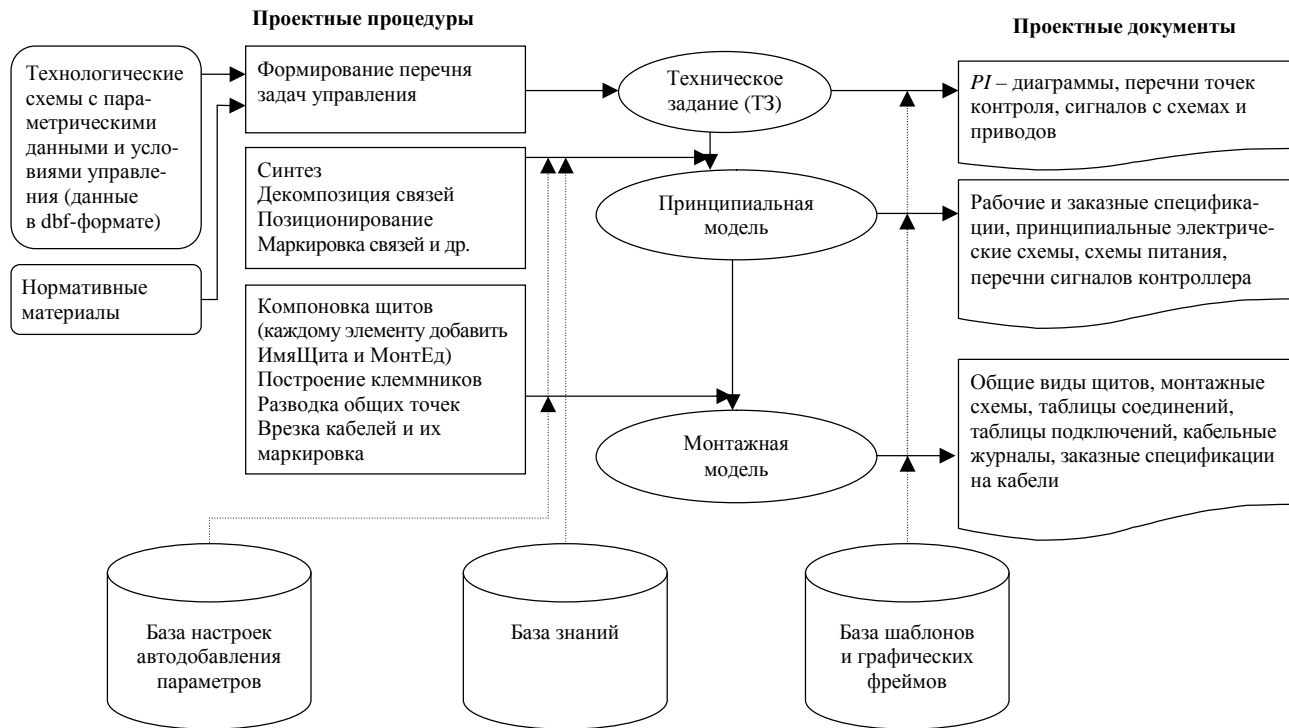 Проектные процедуры
Проектные документы
Технологические
схемы с пара-
метрическими
данными и усло-
виями управле-
ния (данные
в dbf-формате)
Нормативные
материалы
Формирование перечня
задач управления
Синтез
Декомпозиция связей
Позиционирование
Маркировка связей и др.
Компоновка щитов
(каждому элементу добавить
ИмяЩита и МонтЕд)
Построение клеммников
Разводка общих точек
Врезка кабелей и их
маркировка
Техническое
задание (ТЗ)
Принципиальная
модель
Монтажная
модель
PI – диаграммы, перечни точек
контроля, сигналов с схемах и
приводов
Рабочие и заказные специфика-
ции, принципиальные электриче-
ские схемы, схемы питания,
перечни сигналов контроллера
Общие виды щитов, монтажные
схемы, таблицы соединений,
таблицы подключений, кабельные
журналы, заказные спецификации
на кабели
База настроек
автодобавления
параметров
База знаний
База шаблонов
и графических
фреймов